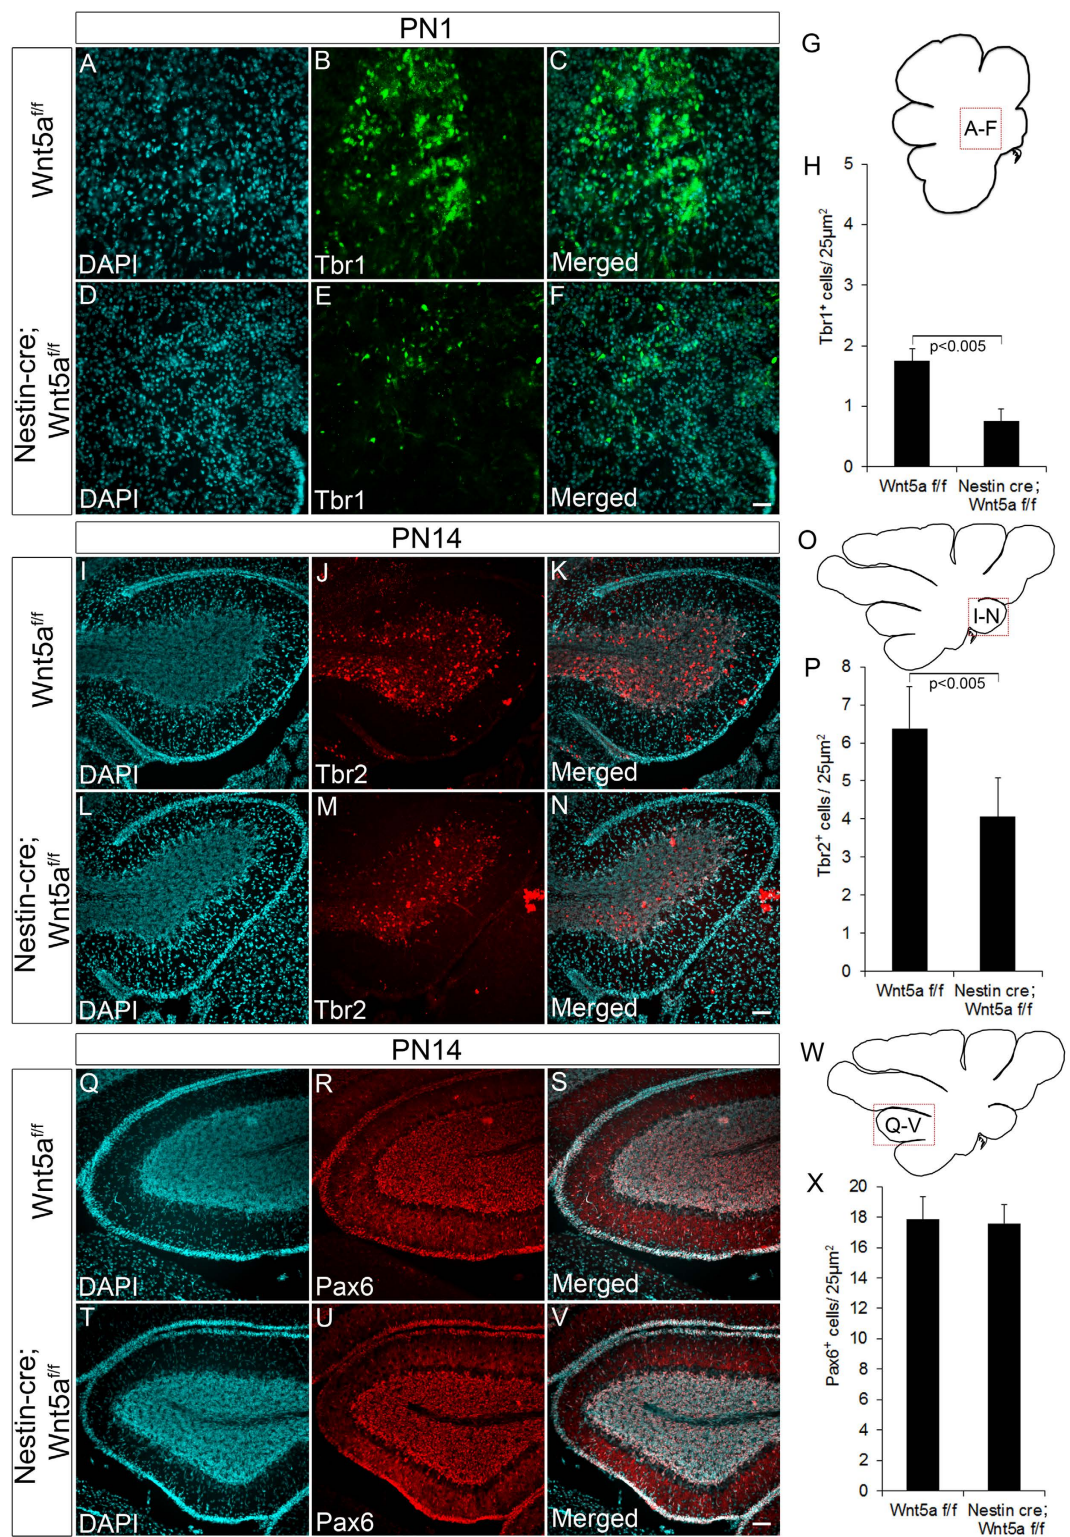 PN1
Wnt5a^f/f
A
DAPI
B
Tbr1
C
Merged
Nestin-cre;
Wnt5a^f/f
D
DAPI
E
Tbr1
F
Merged
G
A-F
H
5
4
3
2
1
0
Tbr1⁺ cells/ 25µm²
p<0.005
Wnt5a f/f
Nestin cre;
Wnt5a f/f
PN14
Wnt5a^f/f
I
DAPI
J
Tbr2
K
Merged
Nestin-cre;
Wnt5a^f/f
L
DAPI
M
Tbr2
N
Merged
O
I-N
P
8
7
6
5
4
3
2
1
0
Tbr2⁺ cells / 25µm²
p<0.005
Wnt5a f/f
Nestin cre;
Wnt5a f/f
PN14
Wnt5a^f/f
Q
DAPI
R
Pax6
S
Merged
Nestin-cre;
Wnt5a^f/f
T
DAPI
U
Pax6
V
Merged
W
Q-V
X
20
18
16
14
12
10
8
6
4
2
0
Pax6⁺ cells/ 25µm²
Wnt5a f/f
Nestin cre;
Wnt5a f/f